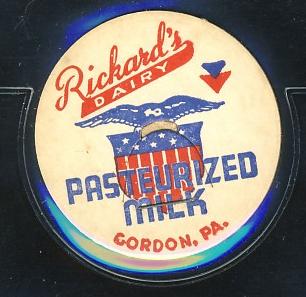 Rickard's
DAIRY
PASTEURIZED
MILK
GORDON, PA.